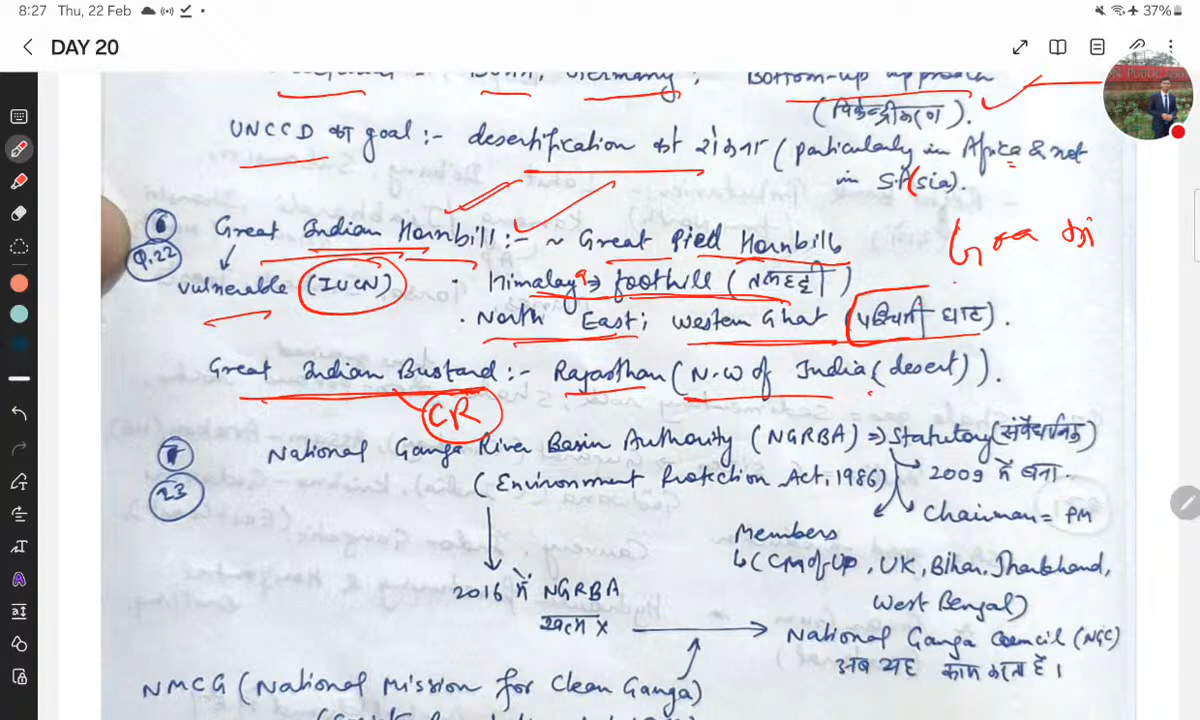 8:27 Thu, 22 Feb 37%
DAY 20
Bonn, Germany, Bottom-up approach
(विकेन्द्रीकरण).
UNCCD का goal:- desertification को रोकना (particularly in Africa & not
in S.A(sia).
6 Great Indian Hornbill:- ~ Great Pied Hornbill
Q.22 vulnerable (IUCN) · Himalaya → foothill (तलहटी)
· North East; Western Ghat (पश्चिमी घाट).
Great Indian Bustard:- Rajasthan (N.W of India (desert)).
CR
7 National Ganga River Basin Authority (NGRBA) ⇒ Statutory (संवैधानिक)
23 (Environment Protection Act, 1986) 2009 में बना.
Chairman = PM
Members
(CM of UP, UK, Bihar, Jharkhand,
West Bengal)
2016 में NGRBA
खत्म x → National Ganga Council (NGC)
अब यह काम करता है।
NMCG (National Mission for Clean Ganga)